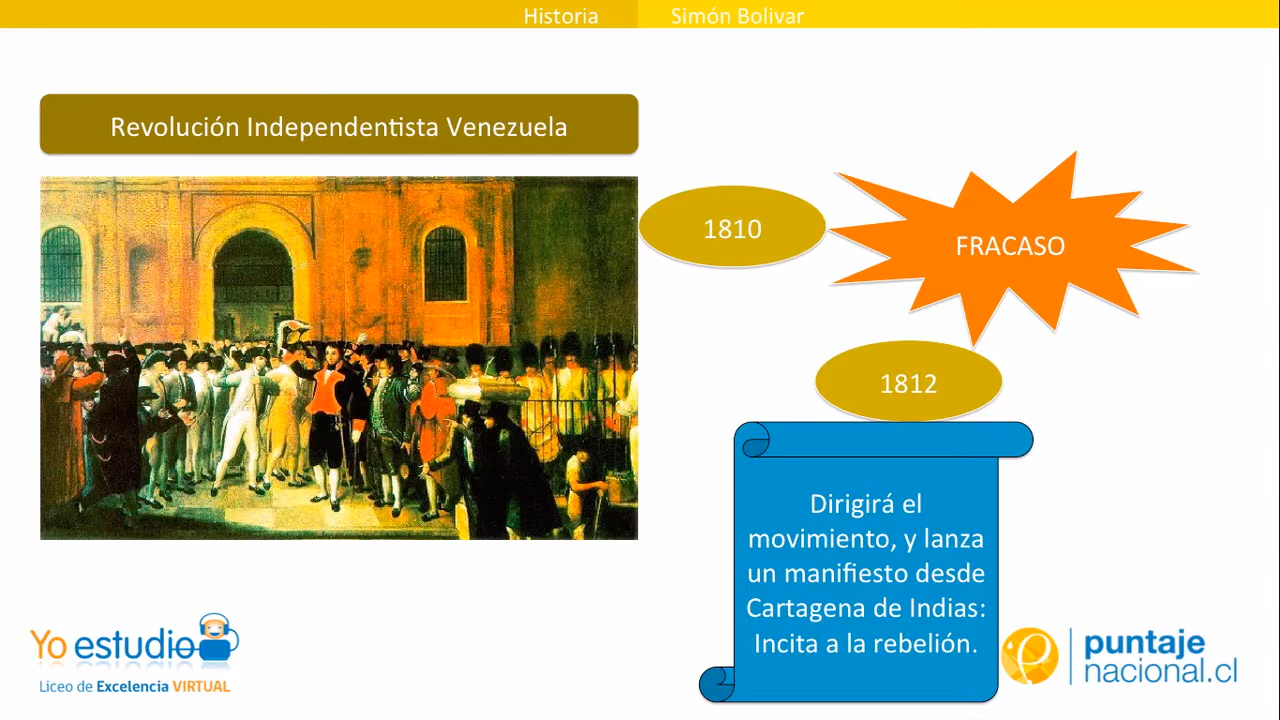 Historia
Simón Bolivar
Revolución Independentista Venezuela
1810
FRACASO
1812
Dirigirá el
movimiento, y lanza
un manifiesto desde
Cartagena de Indias:
Incita a la rebelión.
Yo estudio
Liceo de Excelencia VIRTUAL
puntaje
nacional.cl